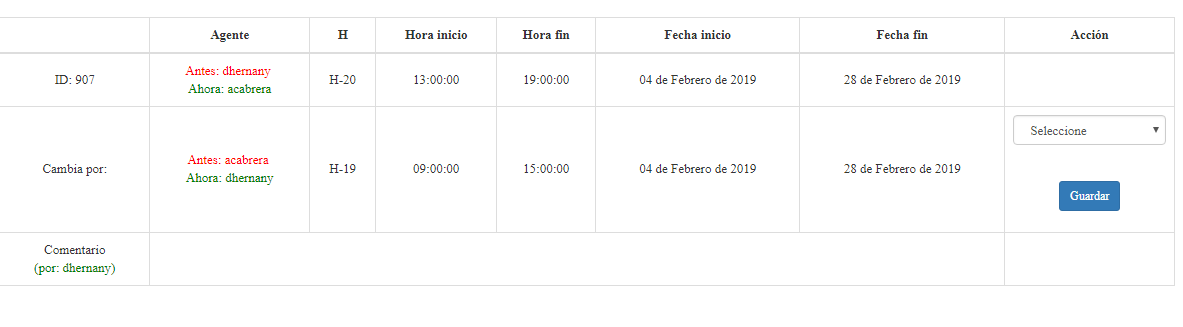 Agente H Hora inicio Hora fin Fecha inicio Fecha fin Acción
ID: 907 Antes: dhernany H-20 13:00:00 19:00:00 04 de Febrero de 2019 28 de Febrero de 2019
Ahora: acabrera
Seleccione
Cambia por: Antes: acabrera H-19 09:00:00 15:00:00 04 de Febrero de 2019 28 de Febrero de 2019
Ahora: dhernany
Guardar
Comentario
(por: dhernany)